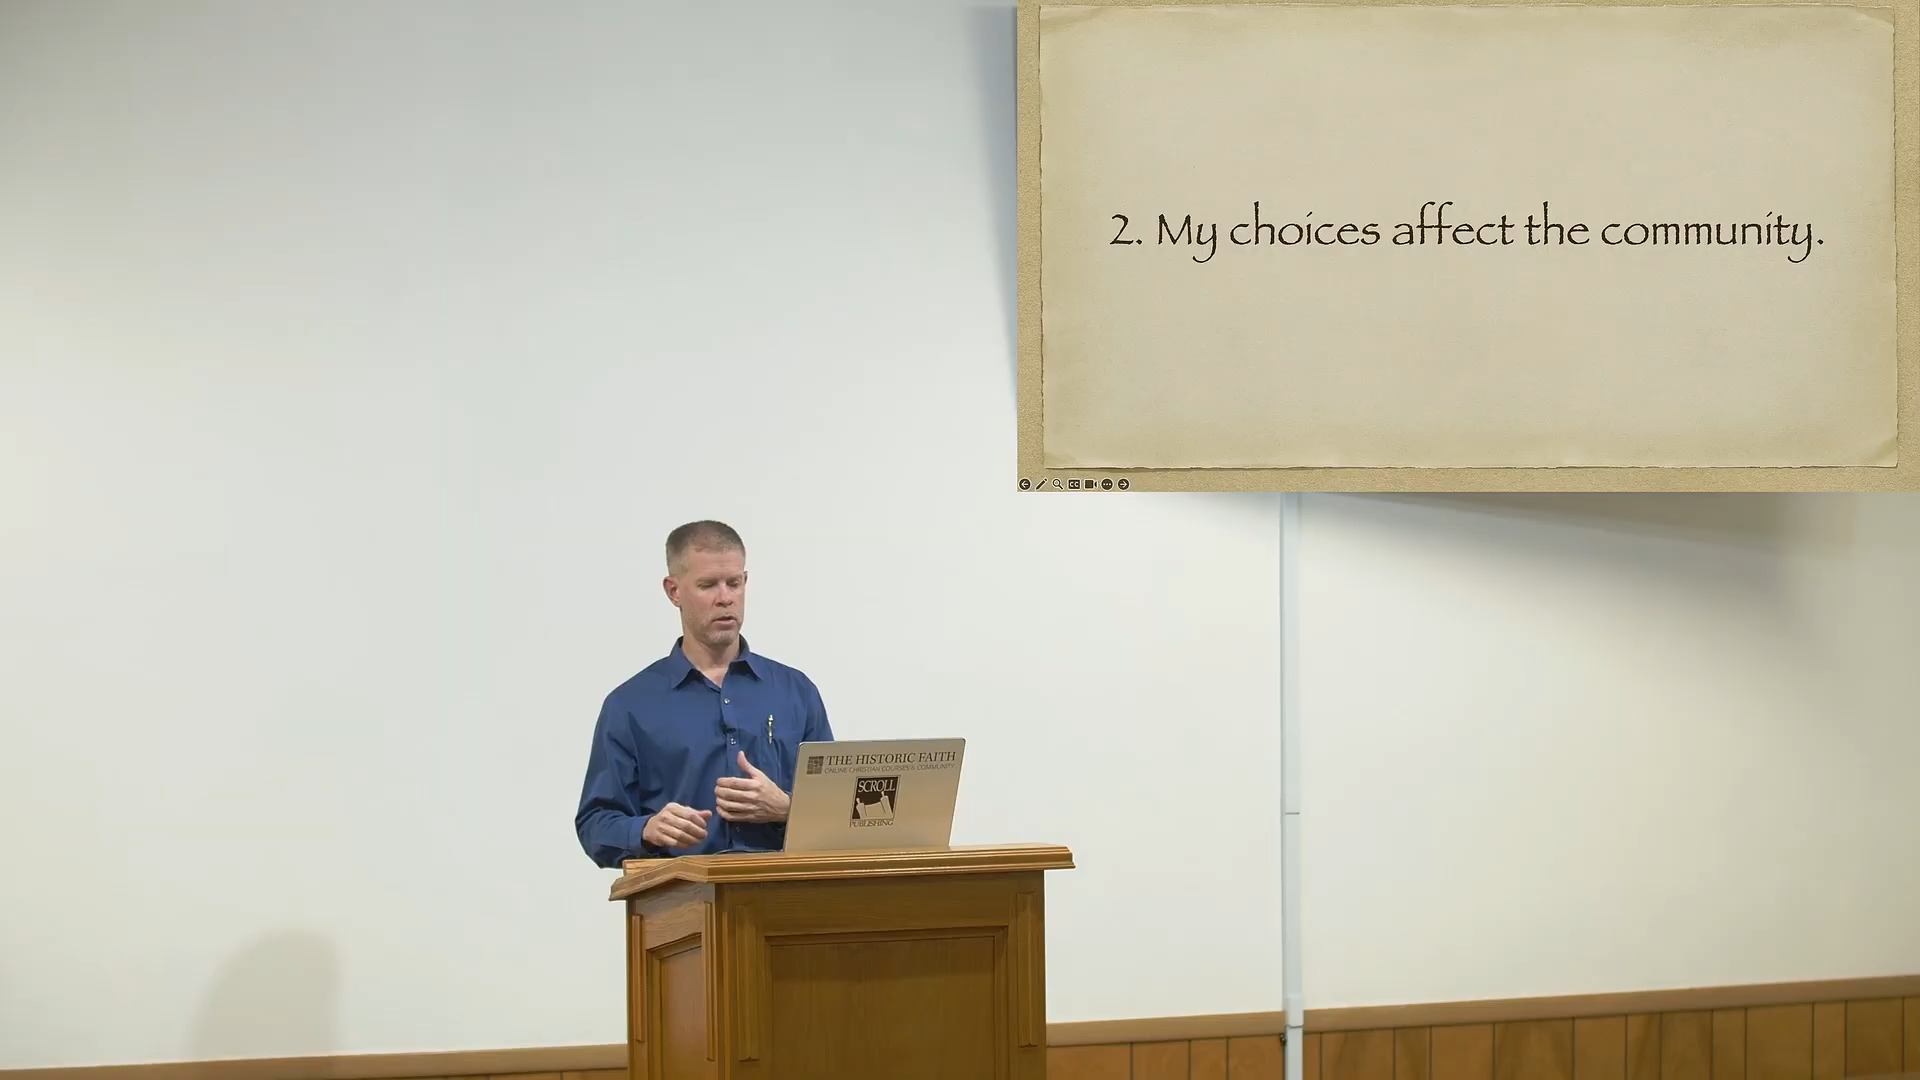 2. My choices affect the community.
THE HISTORIC FAITH
ONLINE CHRISTIAN COURSES & COMMUNITY
SCROLL
PUBLISHING